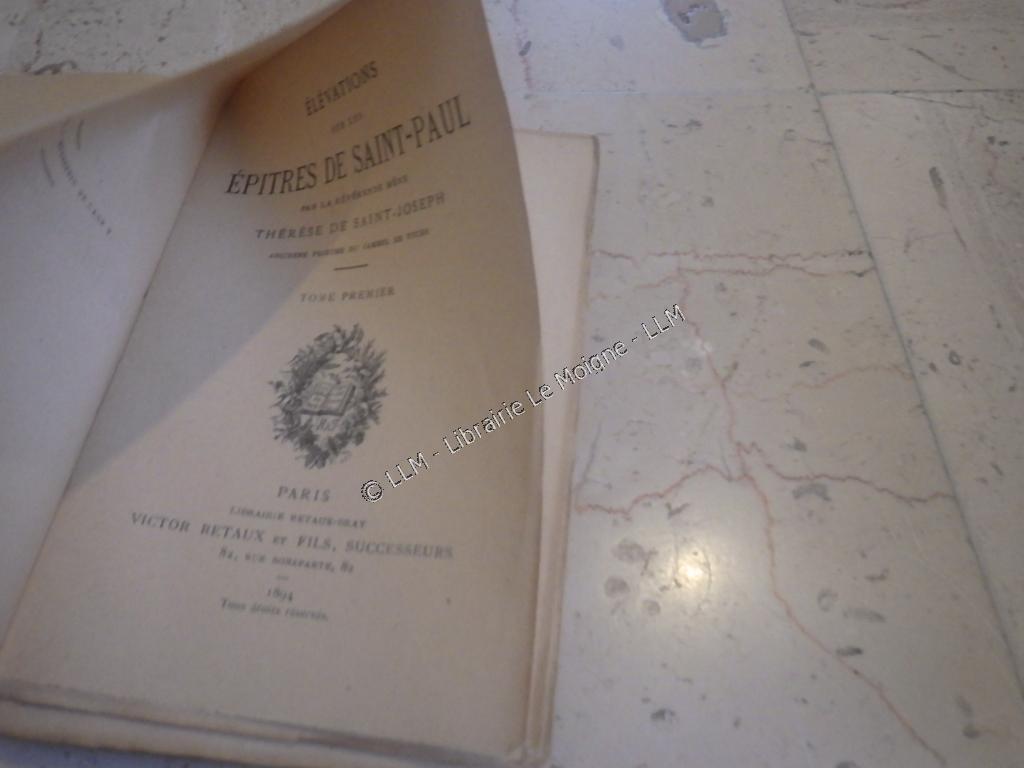 ÉLÉVATIONS
SUR LES
ÉPITRES DE SAINT-PAUL
PAR LA RÉVÉRENDE MÈRE
THÉRÈSE DE SAINT-JOSEPH
ANCIENNE PRIEURE DU CARMEL DE TOURS
TOME PREMIER
PARIS
LIBRAIRIE RETAUX-BRAY
VICTOR RETAUX ET FILS, SUCCESSEURS
82, RUE BONAPARTE, 82
1894
Tous droits réservés.
© LLM - Librairie Le Moigne - LLM